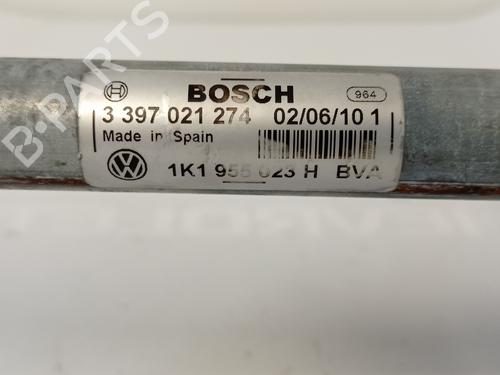 BOSCH 964
3 397 021 274 02/06/10 1
Made in Spain
1K1 955 023 H BVA
B-PARTS